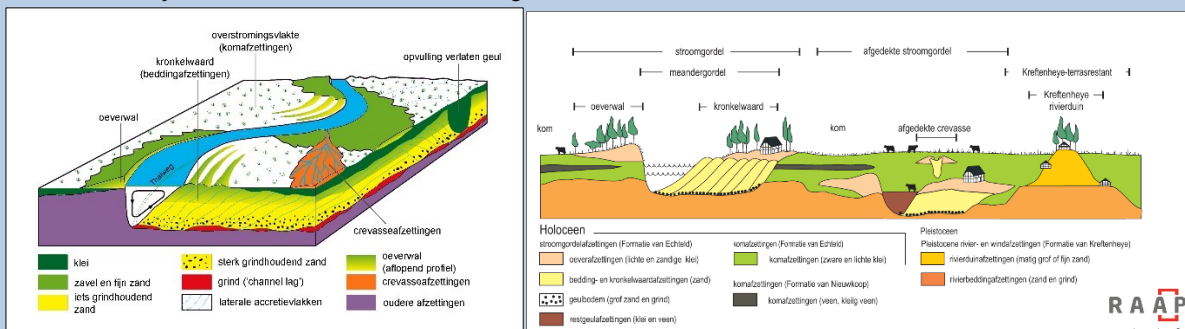 overstromingsvlakte
(komafzettingen)
kronkelwaard
(beddingafzettingen)
opvulling verlaten geul
oeverwal
Thalweg
crevasseafzettingen
klei
zavel en fijn zand
iets grindhoudend
zand
sterk grindhoudend zand
grind ('channel lag')
laterale accretievlakken
oeverwal
(aflopend profiel)
crevasseafzettingen
oudere afzettingen
stroomgordel
afgedekte stroomgordel
meandergordel
Kreftenheye-terrasrestant
oeverwal
kronkelwaard
Kreftenheye
rivierduin
kom
kom
afgedekte crevasse
Holoceen
stroomgordelafzettingen (Formatie van Echteld)
oeverafzettingen (lichte en zandige klei)
bedding- en kronkelwaardafzettingen (zand)
geulbodem (grof zand en grind)
restgeulafzettingen (klei en veen)
komafzettingen (Formatie van Echteld)
komafzettingen (zware en lichte klei)
komafzettingen (Formatie van Nieuwkoop)
komafzettingen (veen, kleiig veen)
Pleistoceen
Pleistocene rivier- en windafzettingen (Formatie van Kreftenheye)
rivierduinafzettingen (matig grof of fijn zand)
rivierbeddingafzettingen (zand en grind)
RAAP